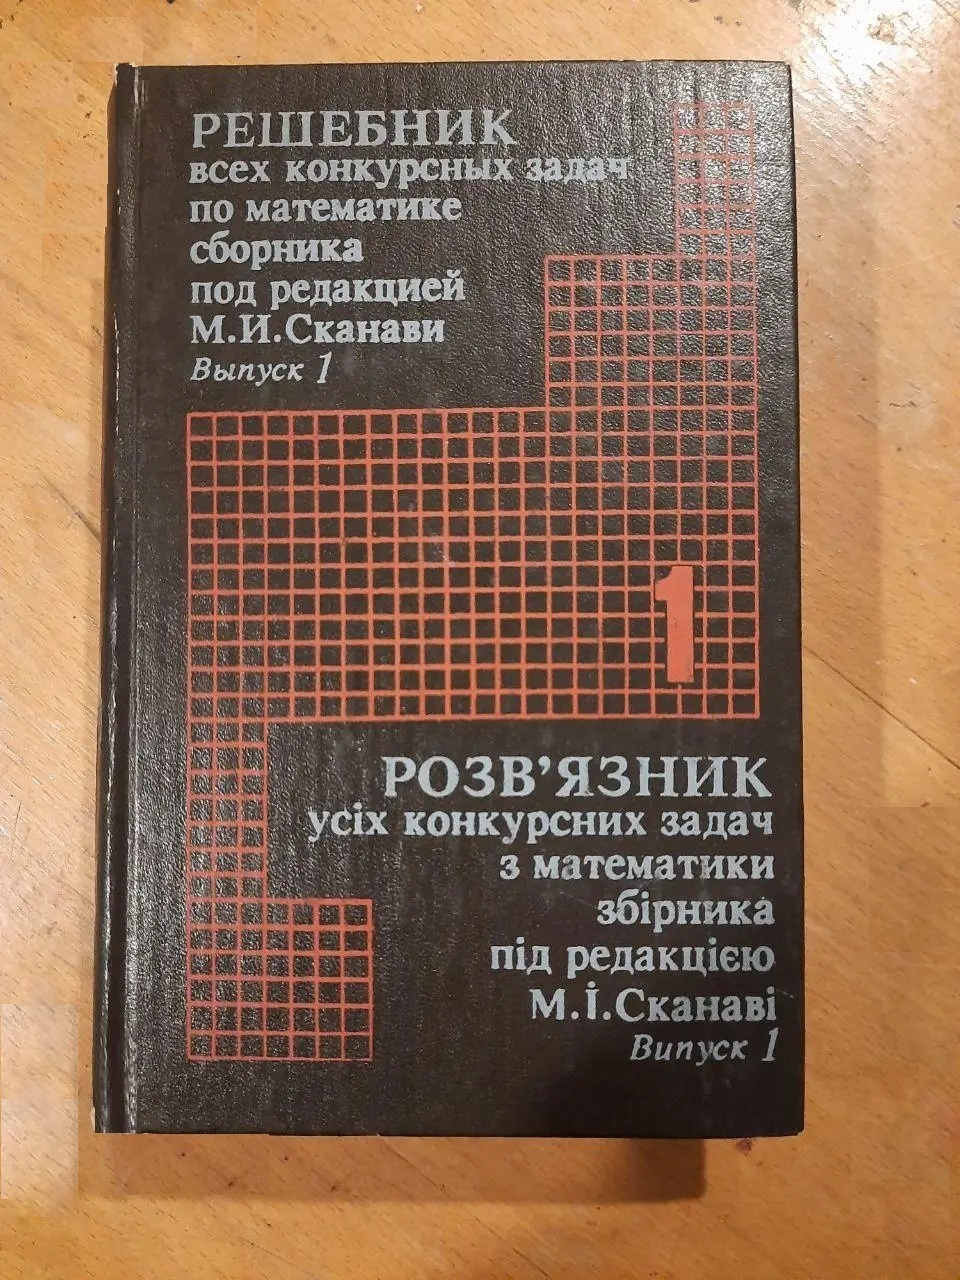 РЕШЕБНИК
всех конкурсных задач
по математике
сборника
под редакцией
М.И.Сканави
Выпуск 1
1
РОЗВ'ЯЗНИК
усіх конкурсних задач
з математики
збірника
під редакцією
М.І.Сканаві
Випуск 1